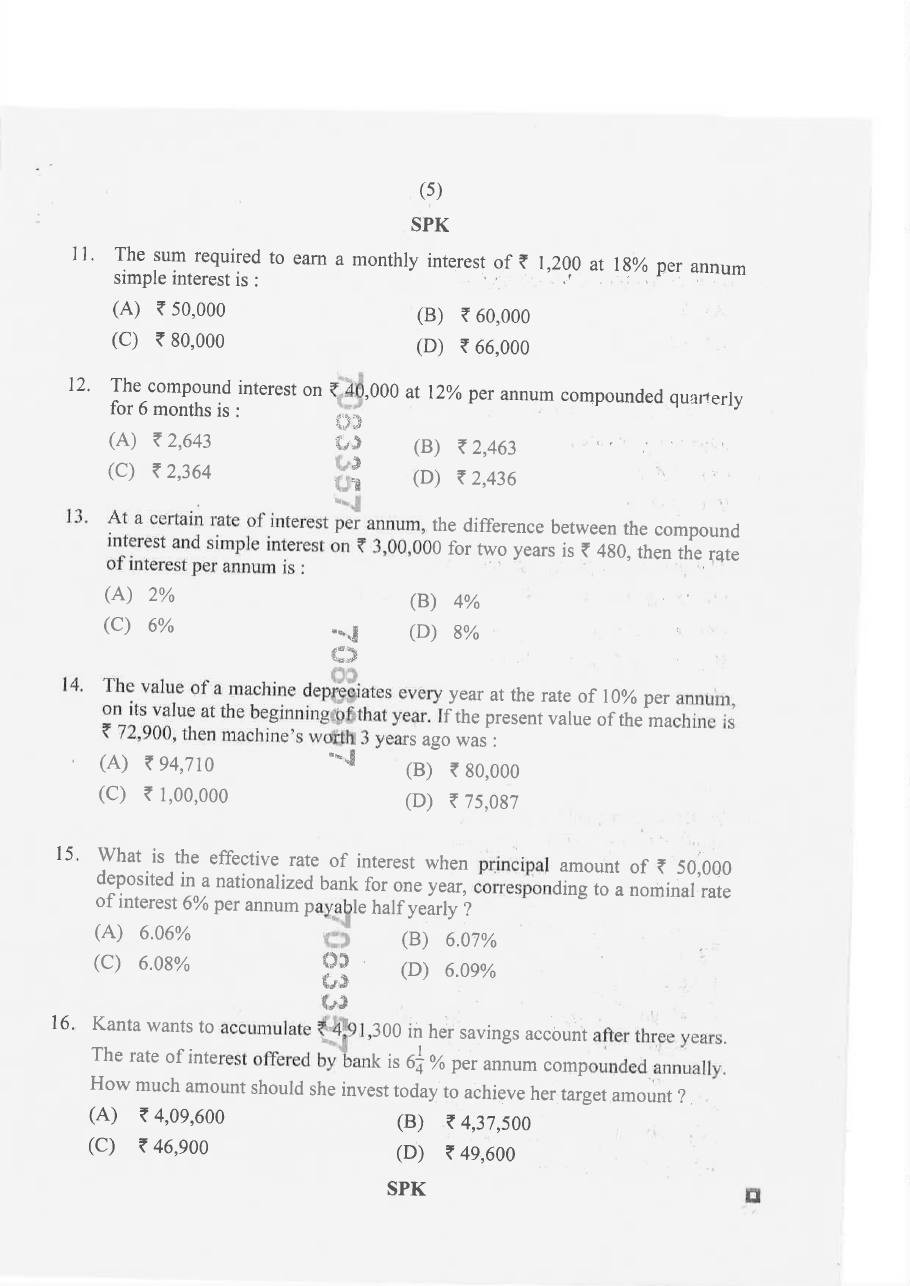 (5)
SPK
11. The sum required to earn a monthly interest of ₹ 1,200 at 18% per annum
simple interest is :
(A) ₹ 50,000 (B) ₹ 60,000
(C) ₹ 80,000 (D) ₹ 66,000
12. The compound interest on ₹ 40,000 at 12% per annum compounded quarterly
for 6 months is :
(A) ₹ 2,643 (B) ₹ 2,463
(C) ₹ 2,364 (D) ₹ 2,436
7083357
13. At a certain rate of interest per annum, the difference between the compound
interest and simple interest on ₹ 3,00,000 for two years is ₹ 480, then the rate
of interest per annum is :
(A) 2% (B) 4%
(C) 6% (D) 8%
14. The value of a machine depreciates every year at the rate of 10% per annum,
on its value at the beginning of that year. If the present value of the machine is
₹ 72,900, then machine's worth 3 years ago was :
7083357
(A) ₹ 94,710 (B) ₹ 80,000
(C) ₹ 1,00,000 (D) ₹ 75,087
15. What is the effective rate of interest when principal amount of ₹ 50,000
deposited in a nationalized bank for one year, corresponding to a nominal rate
of interest 6% per annum payable half yearly ?
(A) 6.06% (B) 6.07%
(C) 6.08% (D) 6.09%
7083357
16. Kanta wants to accumulate ₹ 4,91,300 in her savings account after three years.
The rate of interest offered by bank is 6 1/4 % per annum compounded annually.
How much amount should she invest today to achieve her target amount ?
(A) ₹ 4,09,600 (B) ₹ 4,37,500
(C) ₹ 46,900 (D) ₹ 49,600
SPK